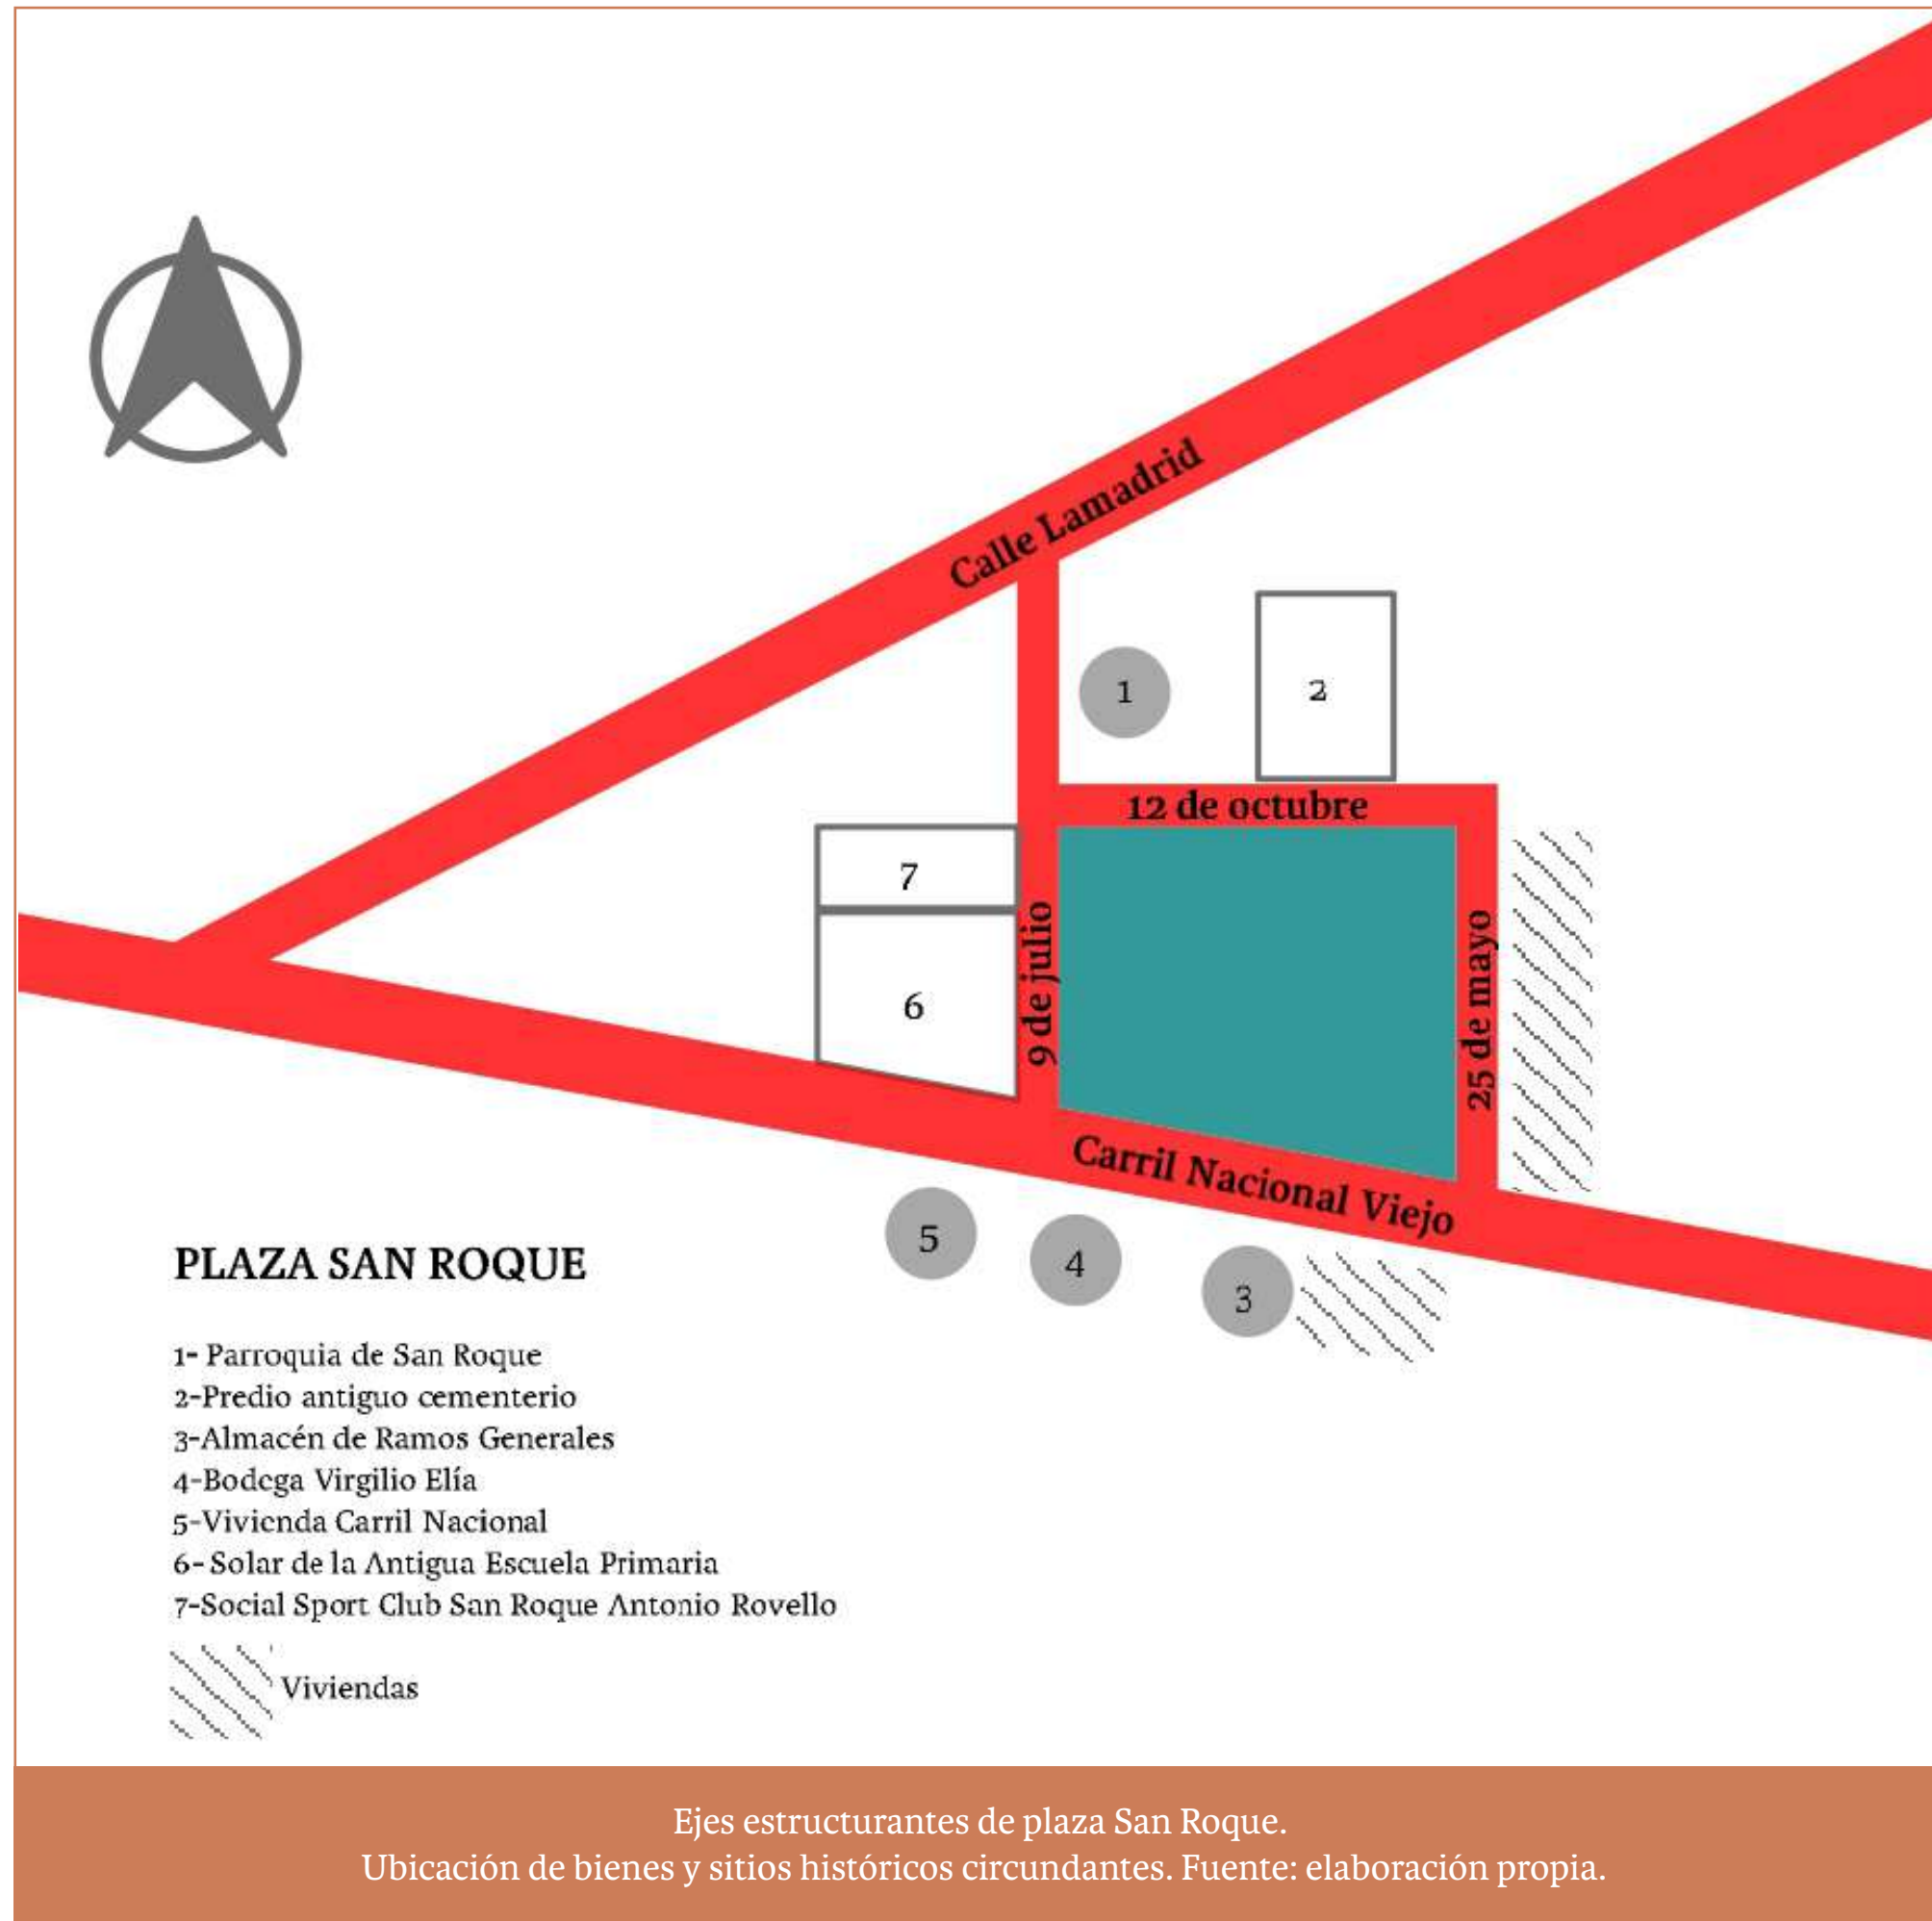 Calle Lamadrid
1
2
12 de octubre
7
6
9 de julio
25 de mayo
Carril Nacional Viejo
5
4
3
PLAZA SAN ROQUE
1- Parroquia de San Roque
2-Predio antiguo cementerio
3-Almacén de Ramos Generales
4-Bodega Virgilio Elía
5-Vivienda Carril Nacional
6- Solar de la Antigua Escuela Primaria
7-Social Sport Club San Roque Antonio Rovello
Viviendas
Ejes estructurantes de plaza San Roque.
Ubicación de bienes y sitios históricos circundantes. Fuente: elaboración propia.